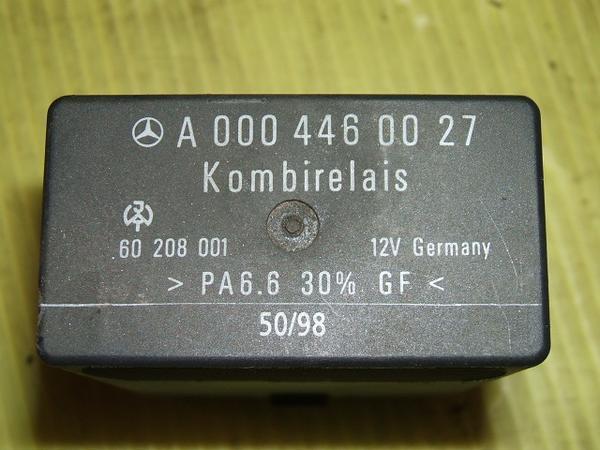 A 000 446 00 27
Kombirelais
60 208 001
12V Germany
> PA6.6 30% GF <
50/98